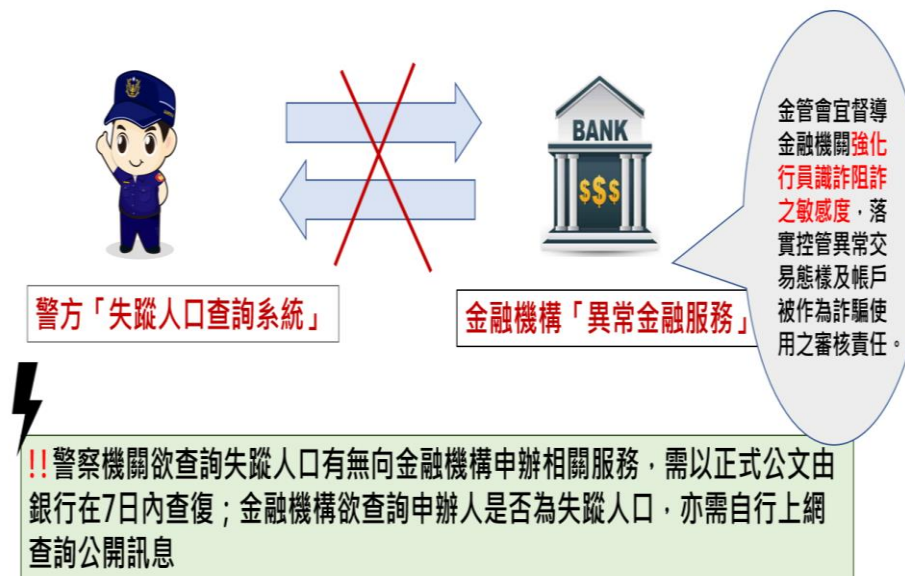 BANK
$$$
警方「失蹤人口查詢系統」
金融機構「異常金融服務」
金管會宜督導
金融機關強化
行員識詐阻詐
之敏感度，落
實控管異常交
易態樣及帳戶
被作為詐騙使
用之審核責任。
!!警察機關欲查詢失蹤人口有無向金融機構申辦相關服務，需以正式公文由
銀行在7日內查復；金融機構欲查詢申辦人是否為失蹤人口，亦需自行上網
查詢公開訊息